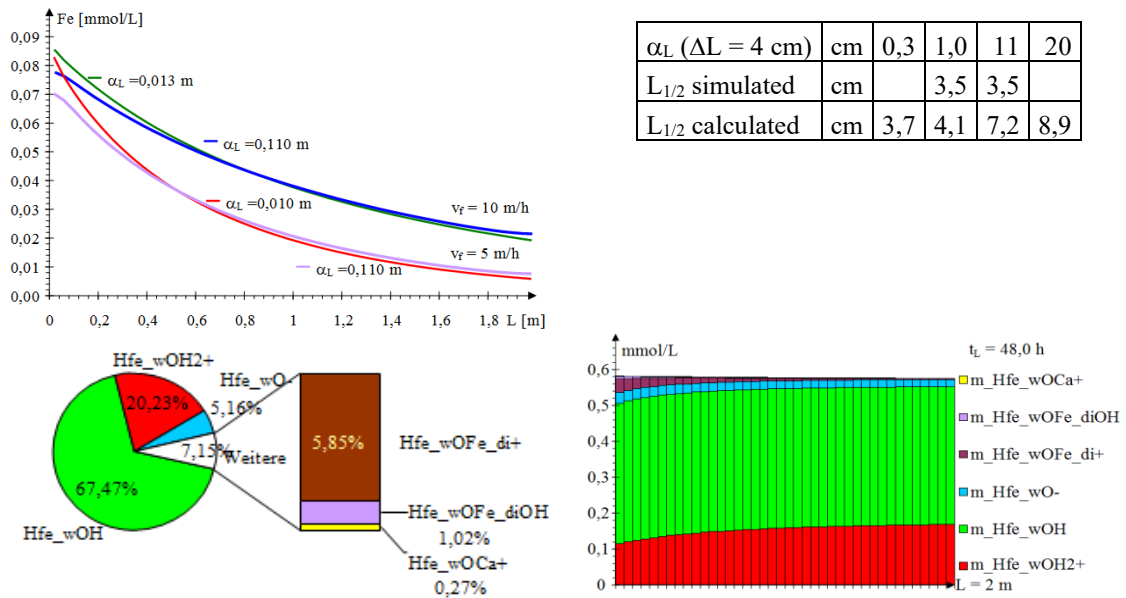 Fe [mmol/L]
0,09
0,08
0,07
0,06
0,05
0,04
0,03
0,02
0,01
0,00
αL =0,013 m
αL =0,110 m
αL =0,010 m
vf = 10 m/h
vf = 5 m/h
αL =0,110 m
0 0,2 0,4 0,6 0,8 1 1,2 1,4 1,6 1,8 L [m]
αL (ΔL = 4 cm) cm 0,3 1,0 11 20
L1/2 simulated cm 3,5 3,5
L1/2 calculated cm 3,7 4,1 7,2 8,9
Hfe_wOH2+
20,23%
Hfe_wO-
5,16%
7,15%
Weitere
67,47%
Hfe_wOH
5,85%
Hfe_wOFe_di+
Hfe_wOFe_diOH
1,02%
Hfe_wOCa+
0,27%
mmol/L
tL = 48,0 h
0,6
0,5
0,4
0,3
0,2
0,1
0
m_Hfe_wOCa+
m_Hfe_wOFe_diOH
m_Hfe_wOFe_di+
m_Hfe_wO-
m_Hfe_wOH
m_Hfe_wOH2+
L = 2 m